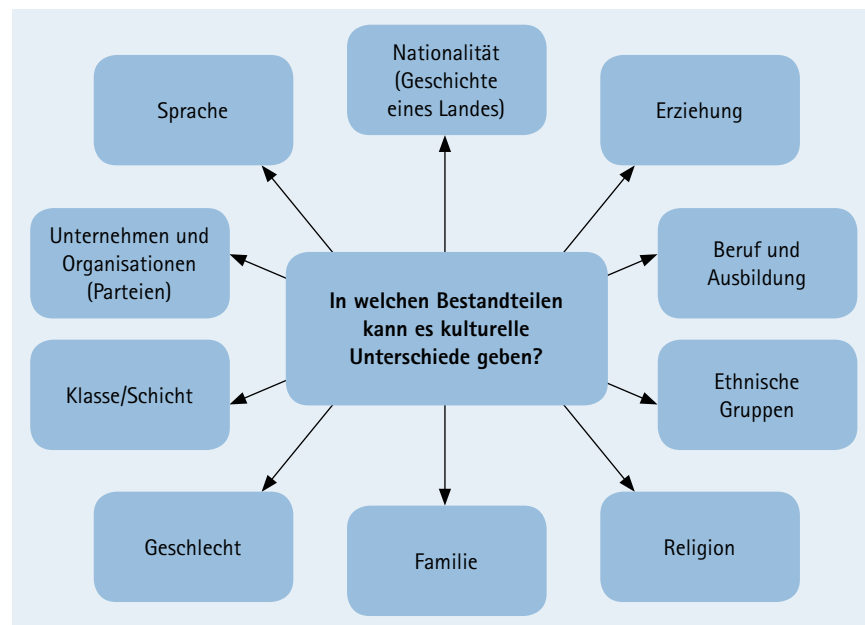 Nationalität
(Geschichte
eines Landes)
Sprache
Erziehung
Unternehmen und
Organisationen
(Parteien)
Beruf und
Ausbildung
In welchen Bestandteilen
kann es kulturelle
Unterschiede geben?
Klasse/Schicht
Ethnische
Gruppen
Geschlecht
Familie
Religion